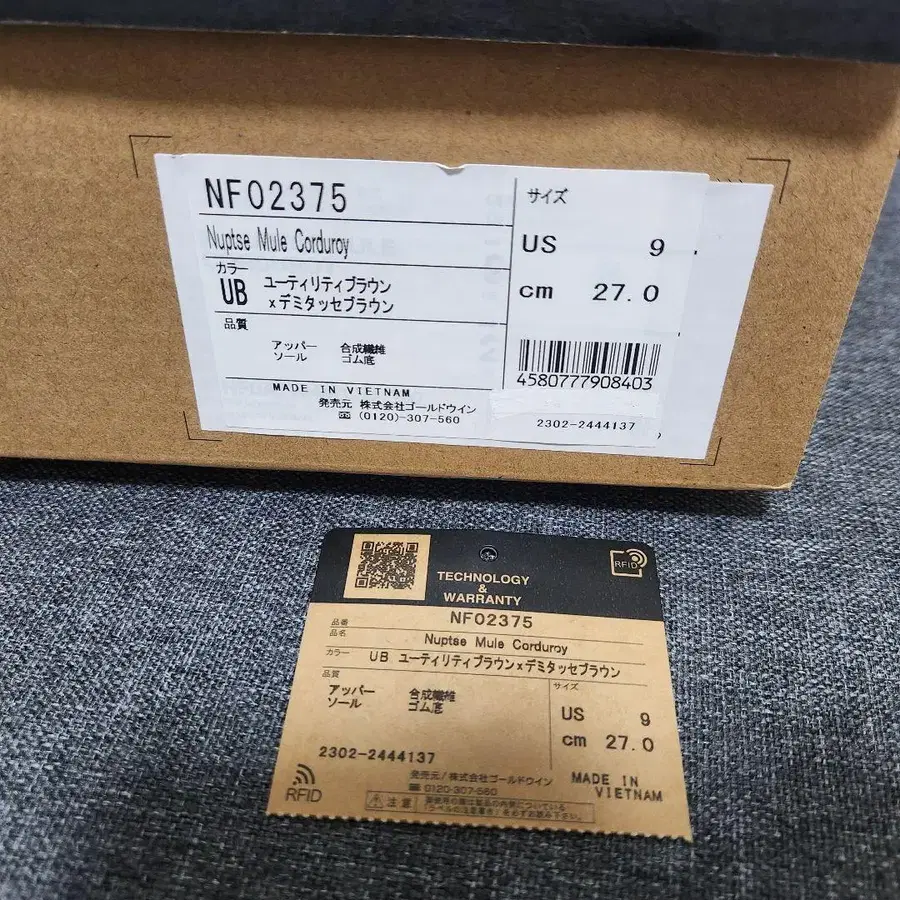 NF02375
Nuptse Mule Corduroy
カラー
UB ユーティリティブラウン
xデミタッセブラウン
品質
アッパー 合成繊維
ソール ゴム底
MADE IN VIETNAM
発売元 株式会社ゴールドウイン
(0120)-307-560
サイズ
US 9
cm 27.0
4580777908403
2302-2444137
TECHNOLOGY
&
WARRANTY
RFID
品番 NF02375
品名 Nuptse Mule Corduroy
カラー UB ユーティリティブラウンxデミタッセブラウン
品質
アッパー 合成繊維
ソール ゴム底
サイズ
US 9
cm 27.0
2302-2444137
発売元/株式会社ゴールドウイン
0120-307-560
MADE IN
VIETNAM
RFID
注意